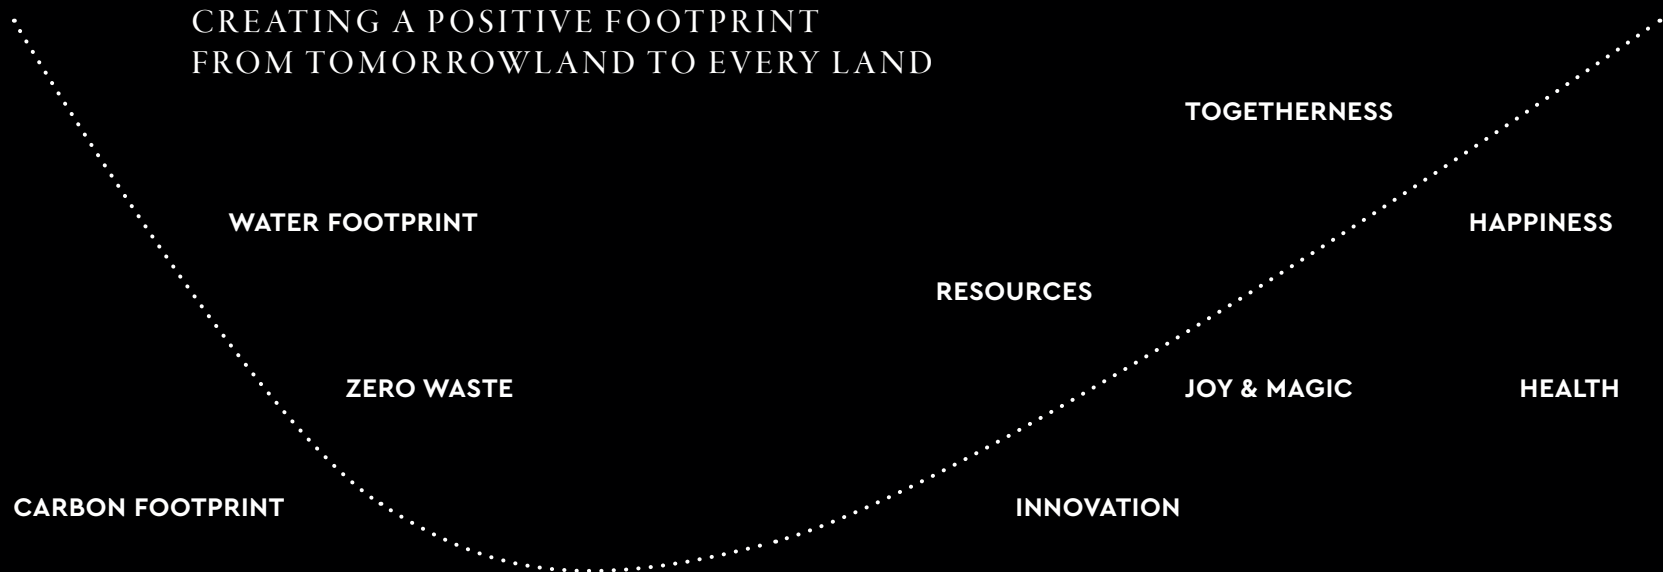 CREATING A POSITIVE FOOTPRINT
FROM TOMORROWLAND TO EVERY LAND
TOGETHERNESS
WATER FOOTPRINT
HAPPINESS
RESOURCES
ZERO WASTE
JOY & MAGIC
HEALTH
CARBON FOOTPRINT
INNOVATION